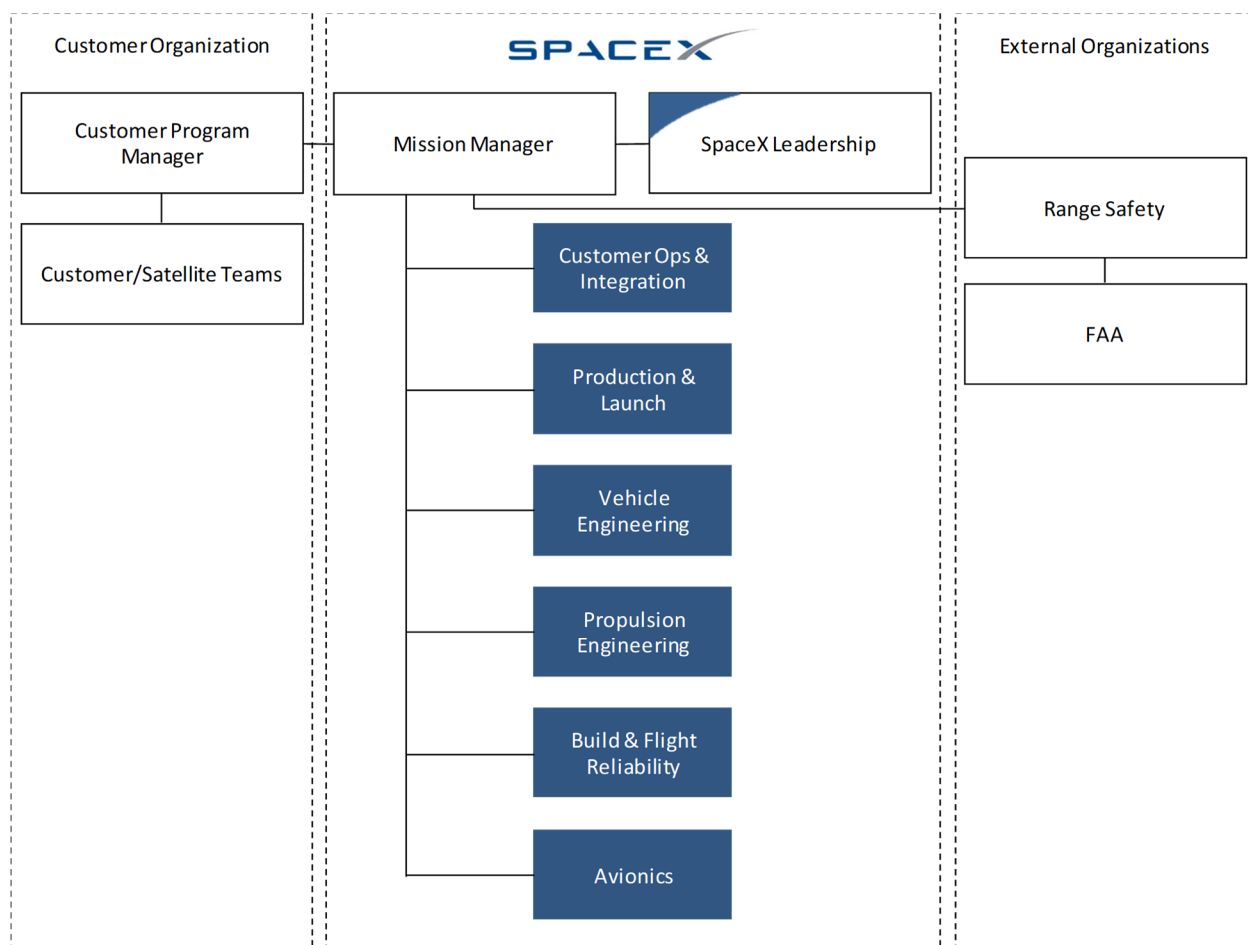 Customer Organization
SPACEX
External Organizations
Customer Program
Manager
Mission Manager
SpaceX Leadership
Range Safety
Customer/Satellite Teams
Customer Ops &
Integration
FAA
Production &
Launch
Vehicle
Engineering
Propulsion
Engineering
Build & Flight
Reliability
Avionics